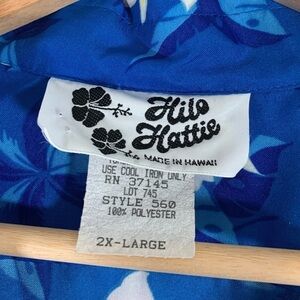 Hilo
Hattie
MADE IN HAWAII
USE COOL IRON ONLY
RN 37145
LOT 745
STYLE 560
100% POLYESTER
2X-LARGE